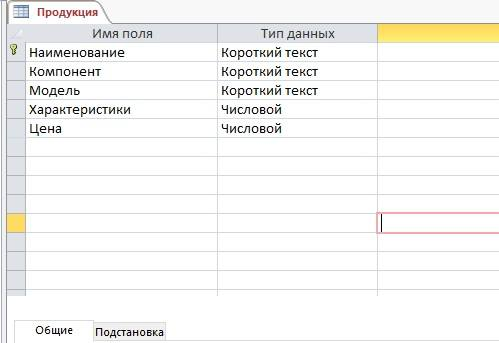 Продукция
Имя поля Тип данных
Наименование Короткий текст
Компонент Короткий текст
Модель Короткий текст
Характеристики Числовой
Цена Числовой
Общие Подстановка